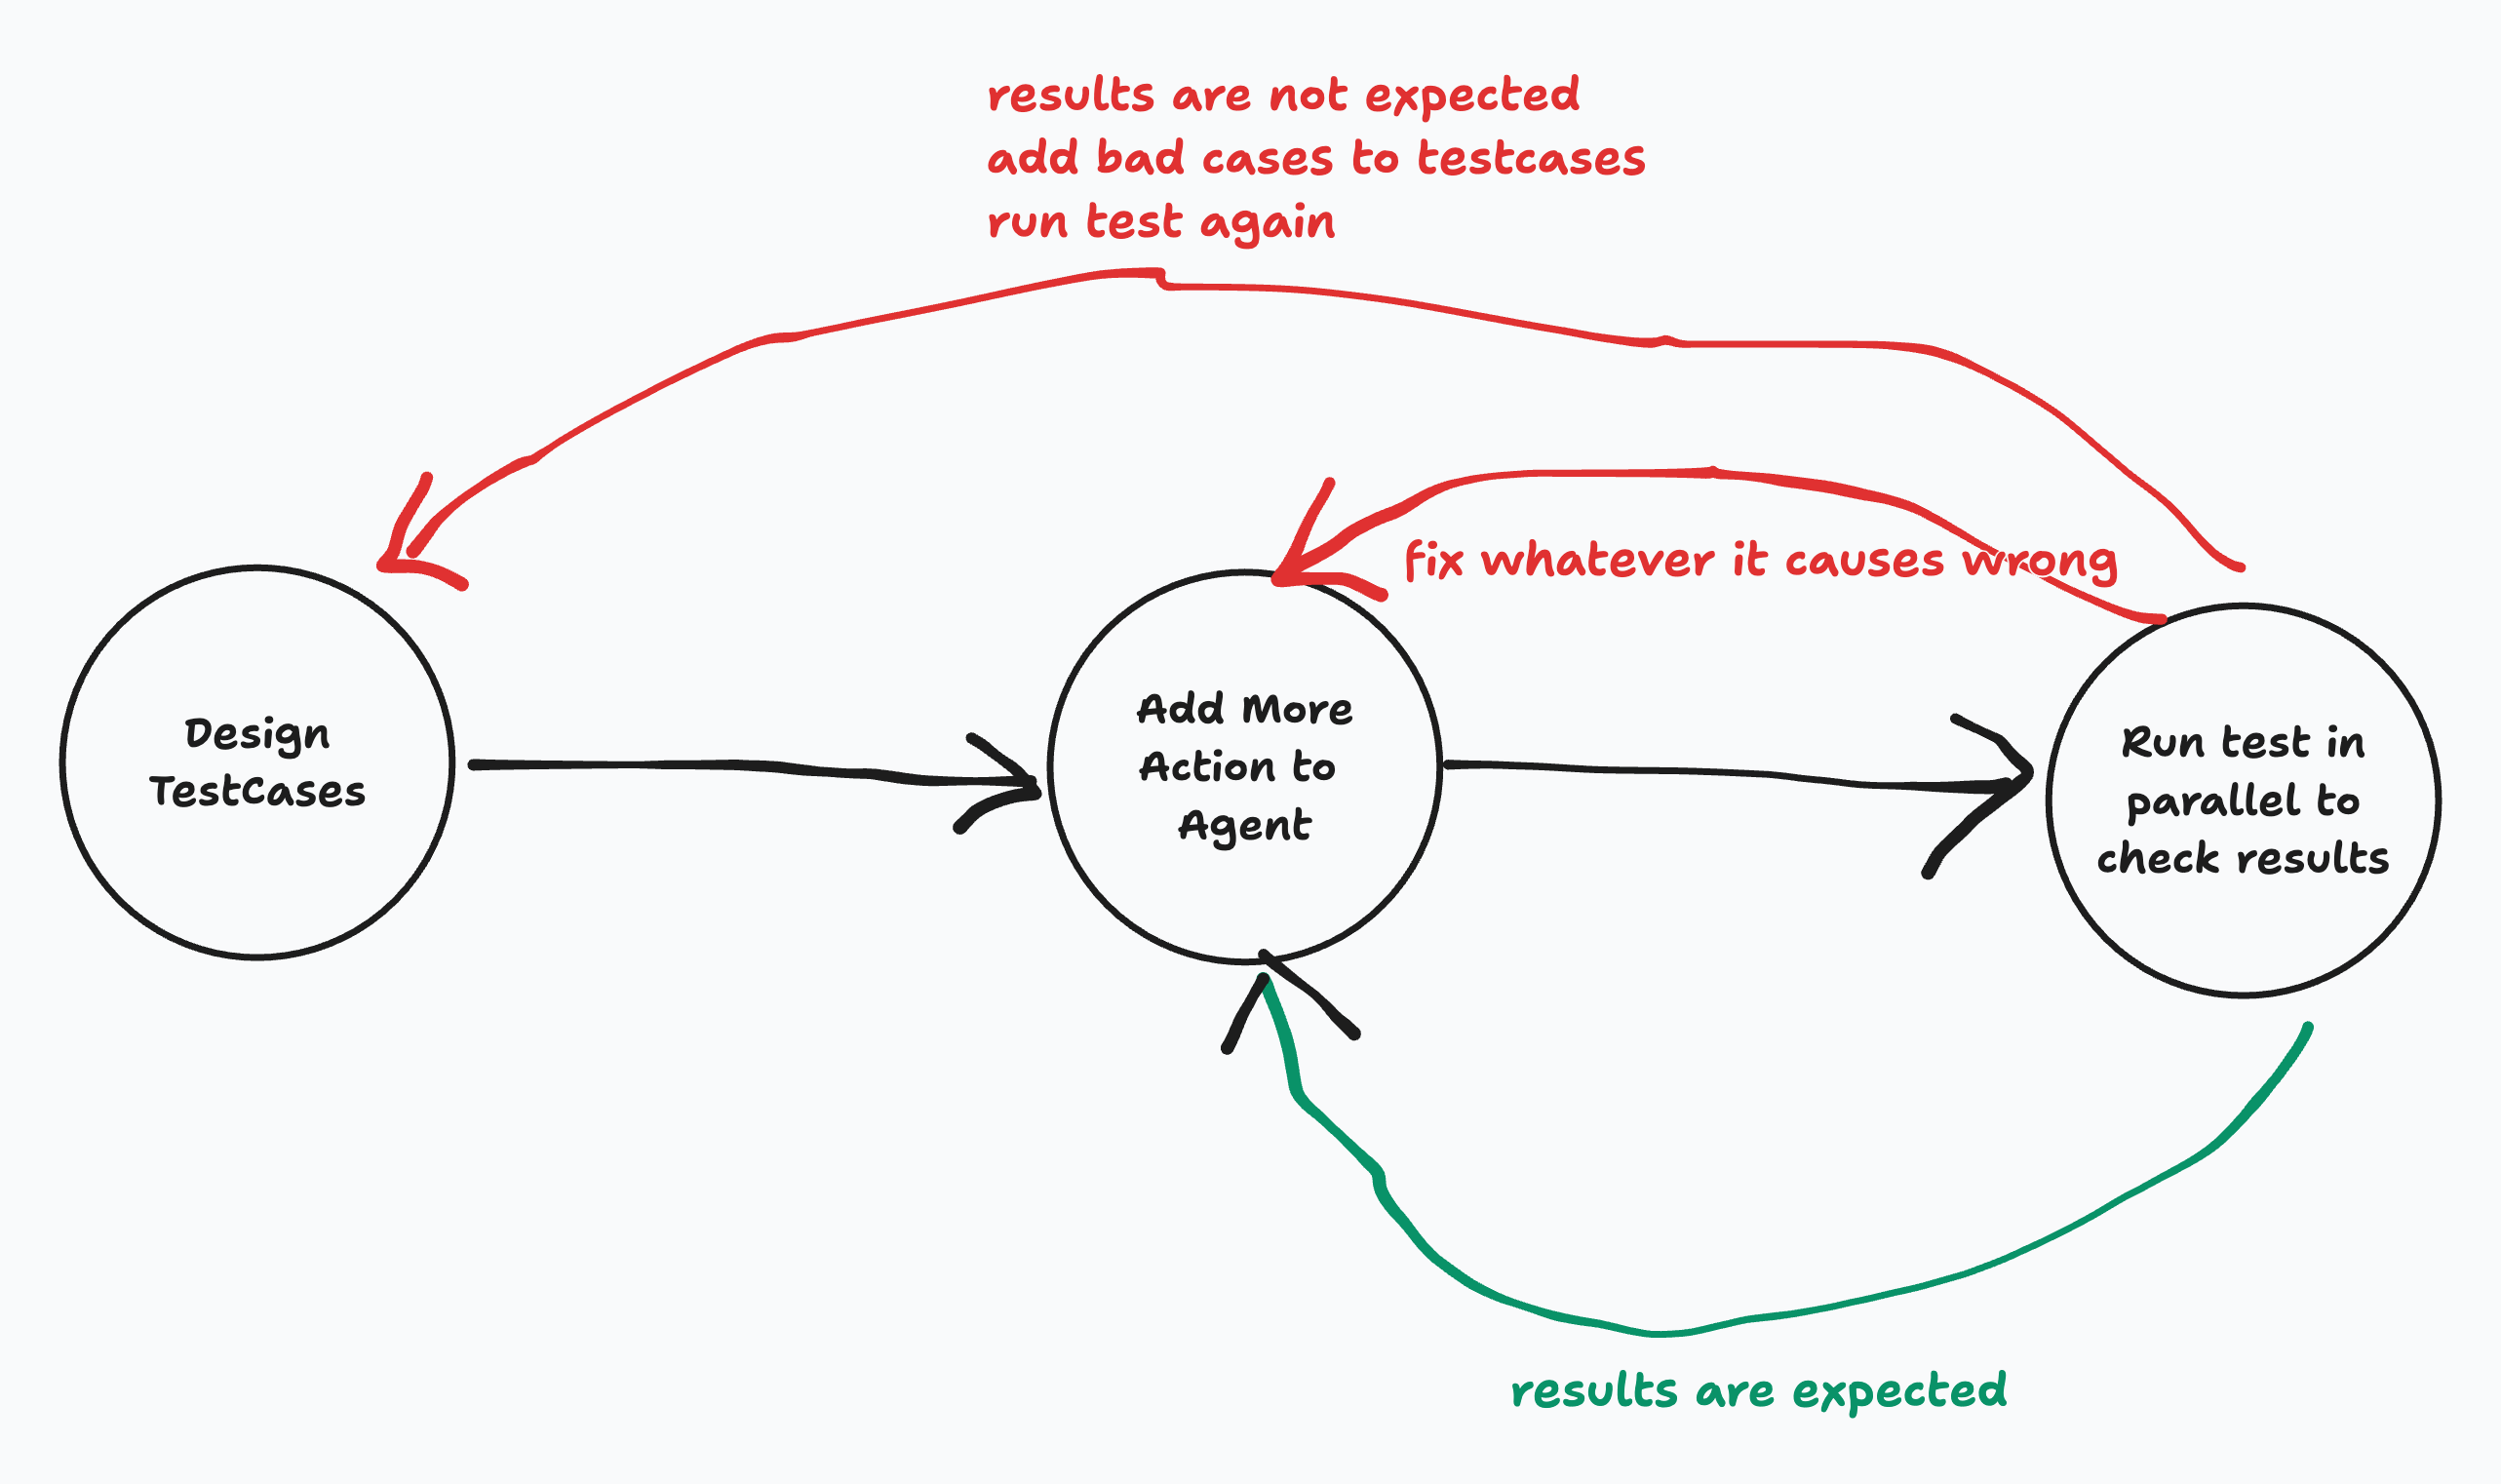 results are not expected
add bad cases to testcases
run test again
fix whatever it causes wrong
Design
TestCases
Add More
Action to
Agent
Run test in
parallel to
check results
results are expected